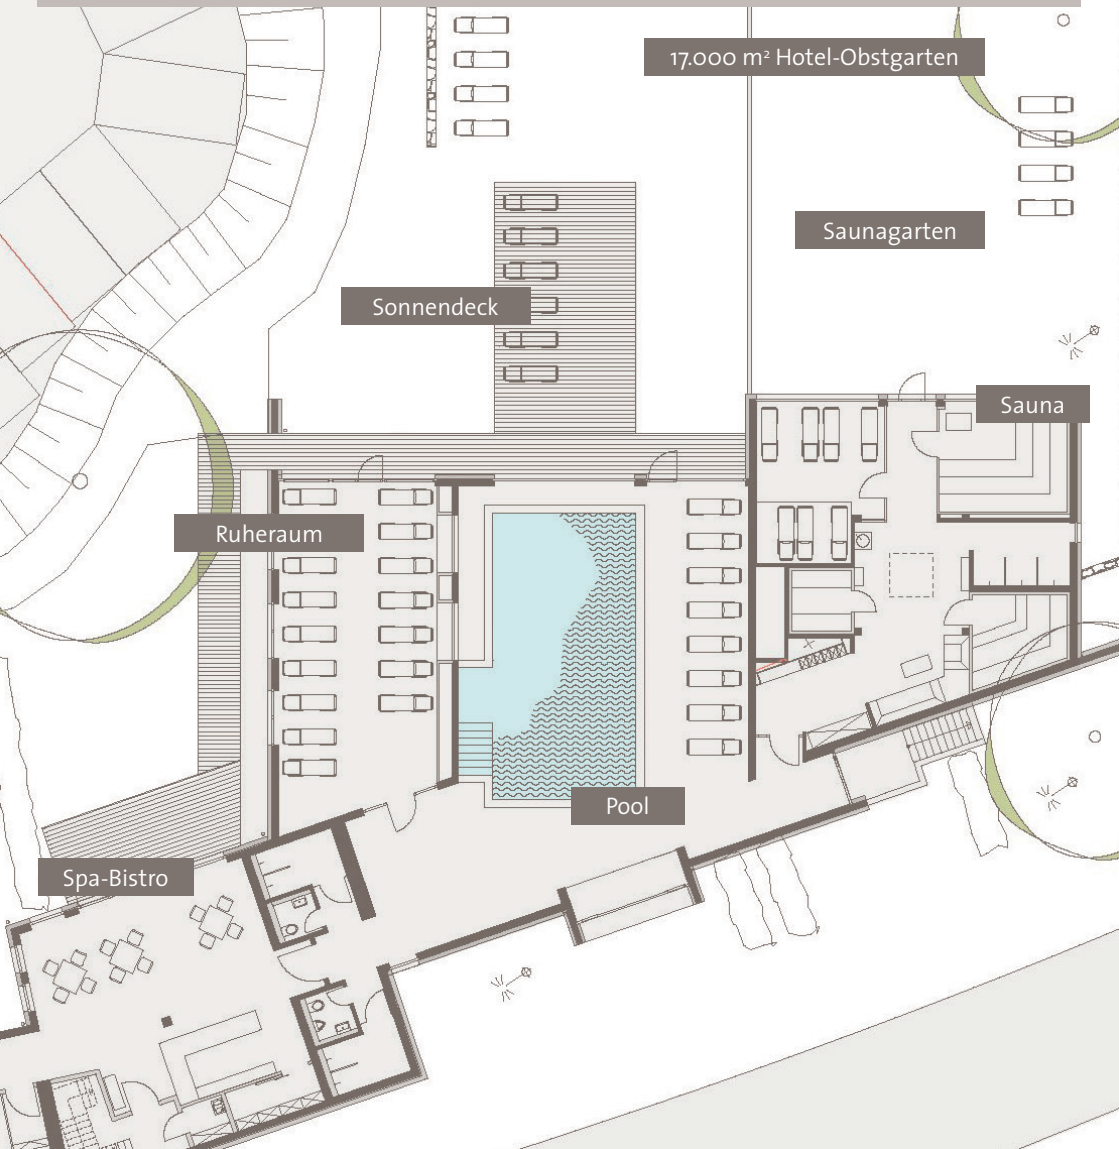 17.000 m² Hotel-Obstgarten
Saunagarten
Sonnendeck
Sauna
Ruheraum
Pool
Spa-Bistro